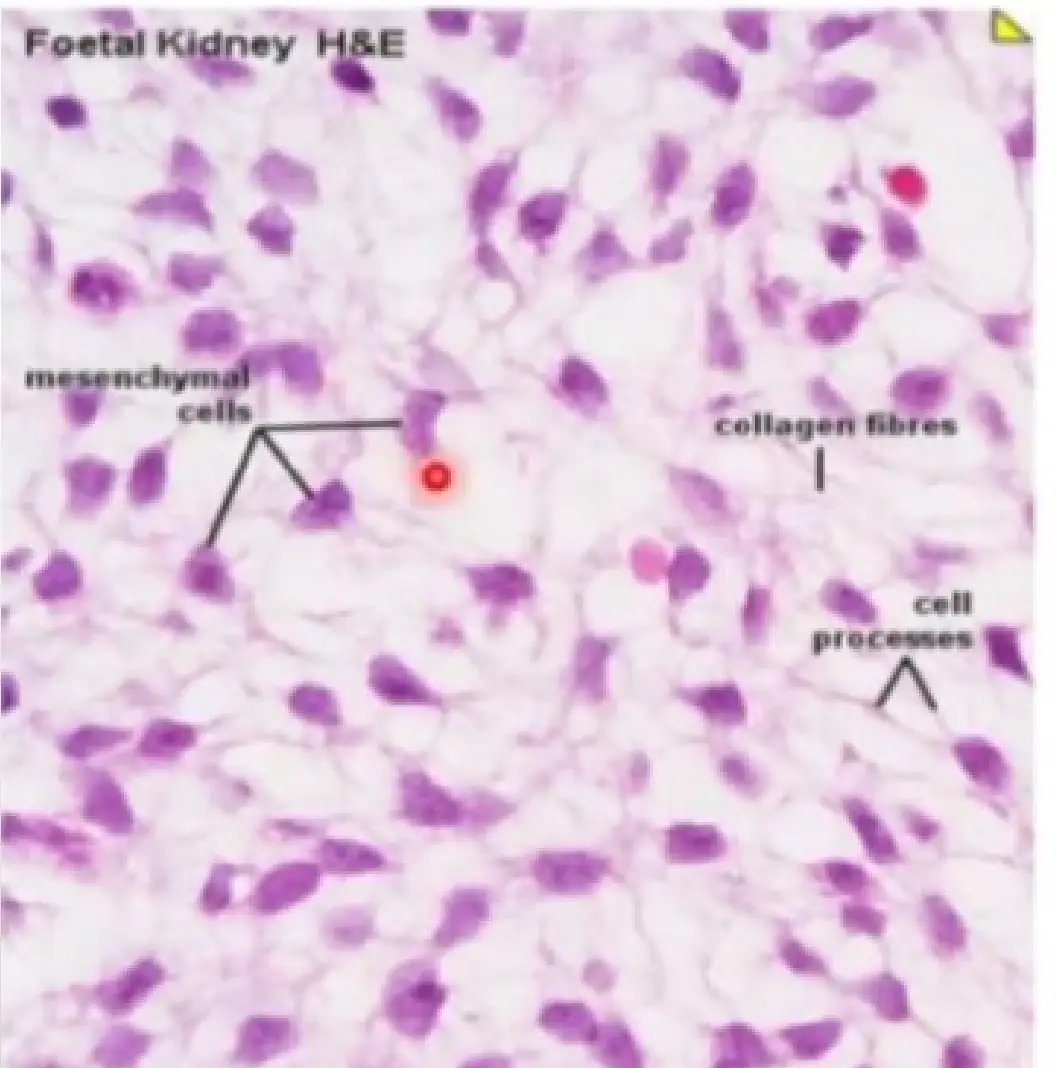 Foetal Kidney H&E
mesenchymal
cells
collagen fibres
cell
processes